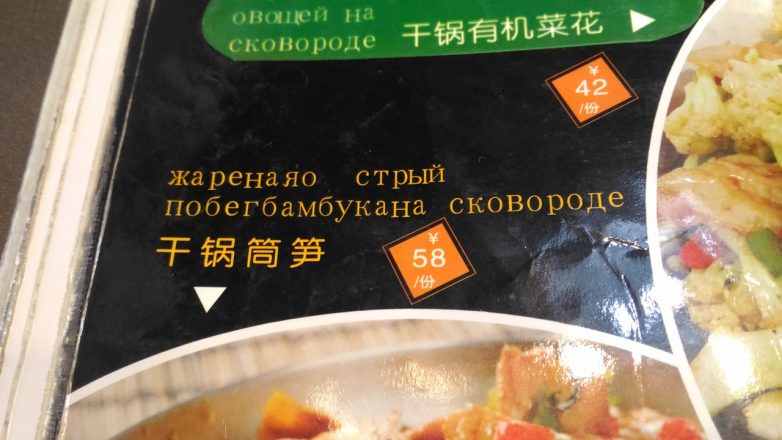 овощей на
сковороде 干锅有机菜花
¥
42
/份
жаренаяо стрый
побегбамбукана сковороде
干锅筒笋
¥
58
/份